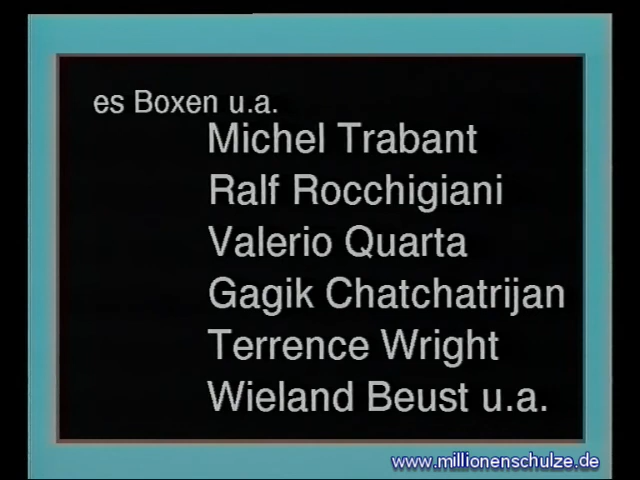 es Boxen u.a.
Michel Trabant
Ralf Rocchigiani
Valerio Quarta
Gagik Chatchatrijan
Terrence Wright
Wieland Beust u.a.
www.millionenschulze.de